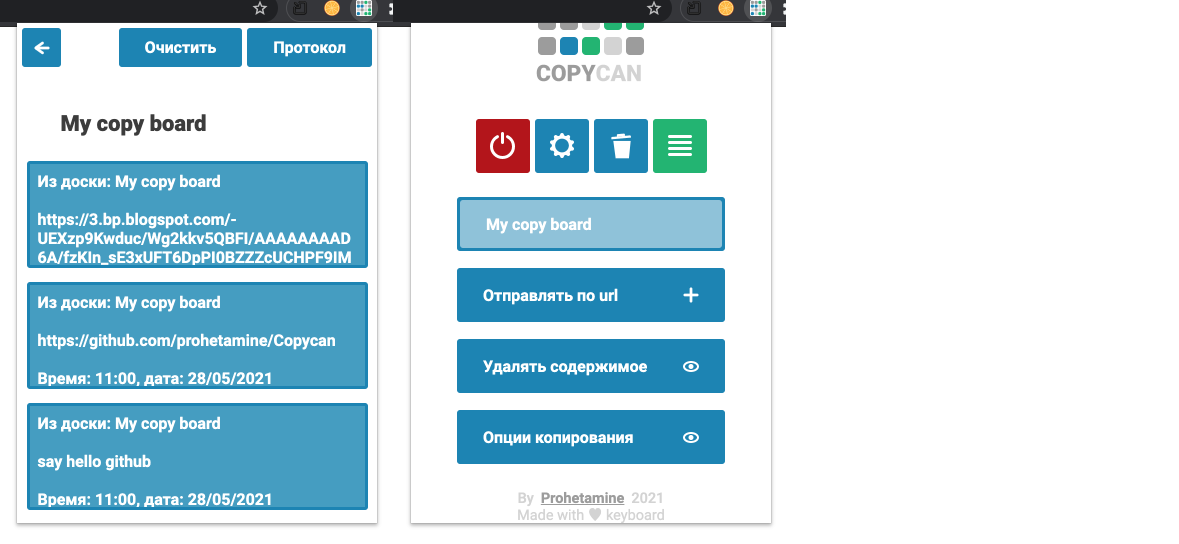 Очистить
Протокол
My copy board
Из доски: My copy board
https://3.bp.blogspot.com/-
UEXzp9Kwduc/Wg2kkv5QBFI/AAAAAAAAD
6A/fzKIn_sE3xUFT6DpPI0BZZZcUCHPF9IM
Из доски: My copy board
https://github.com/prohetamine/Copycan
Время: 11:00, дата: 28/05/2021
Из доски: My copy board
say hello github
Время: 11:00, дата: 28/05/2021
COPYCAN
My copy board
Отправлять по url
Удалять содержимое
Опции копирования
By Prohetamine 2021
Made with keyboard